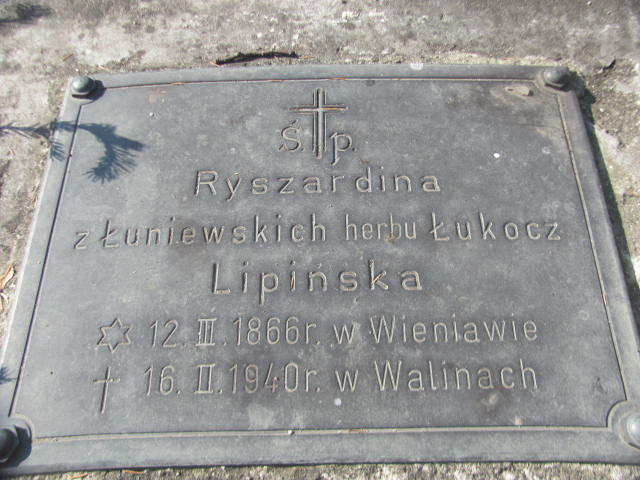 Ś. p.
Ryszardina
z Łuniewskich herbu Łukocz
Lipińska
12. III. 1866r. w Wieniawie
16. II. 1940r. w Walinach